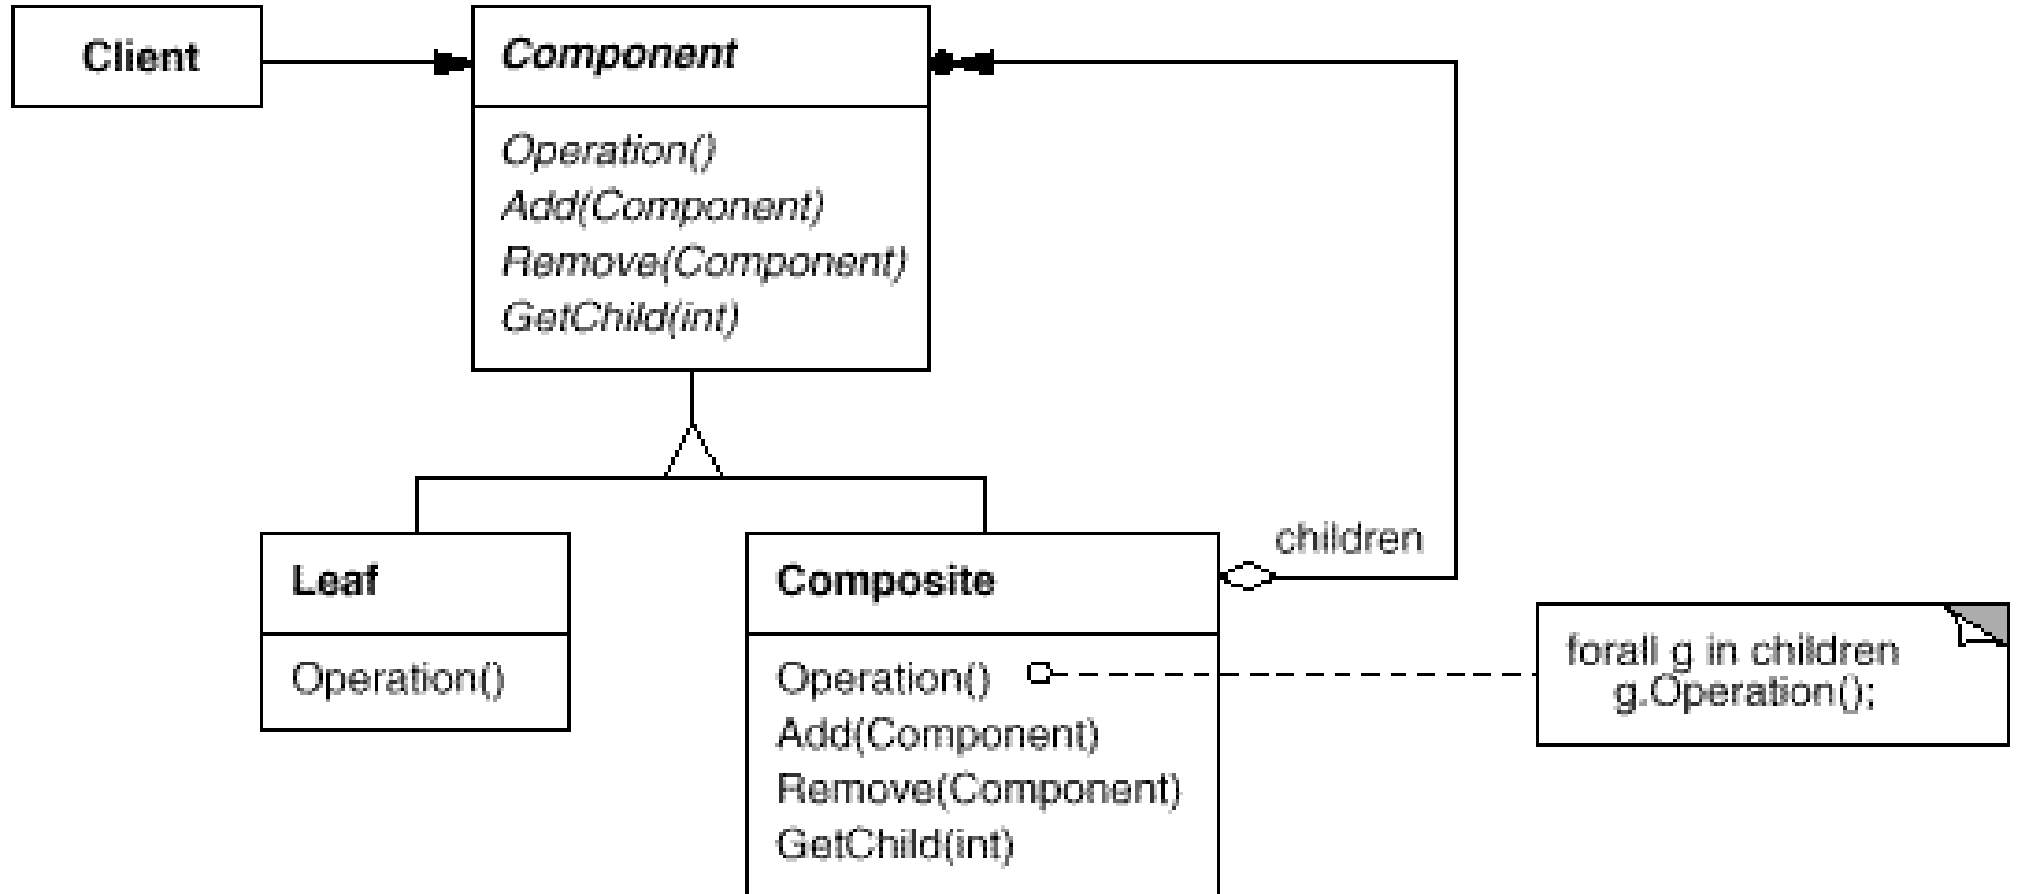 Client
Component
Operation()
Add(Component)
Remove(Component)
GetChild(int)
Leaf
Operation()
Composite
Operation()
Add(Component)
Remove(Component)
GetChild(int)
children
forall g in children
g.Operation();